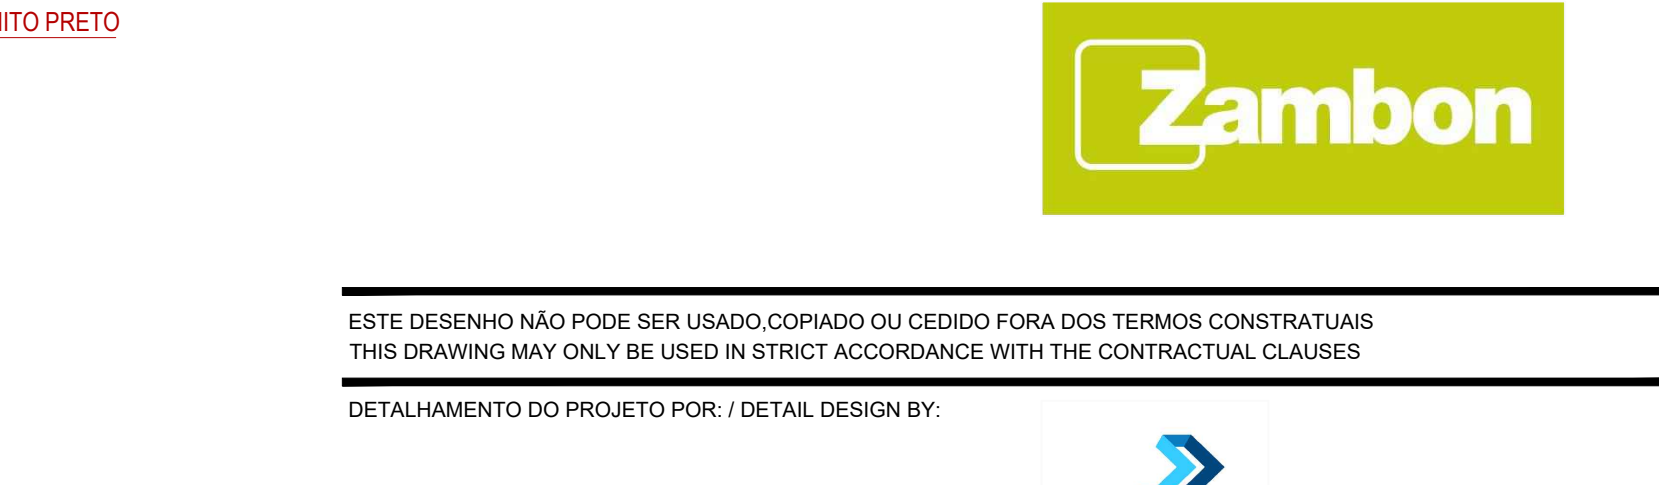 PRETO
Zambon
ESTE DESENHO NÃO PODE SER USADO,COPIADO OU CEDIDO FORA DOS TERMOS CONSTRATUAIS
THIS DRAWING MAY ONLY BE USED IN STRICT ACCORDANCE WITH THE CONTRACTUAL CLAUSES
DETALHAMENTO DO PROJETO POR: / DETAIL DESIGN BY: